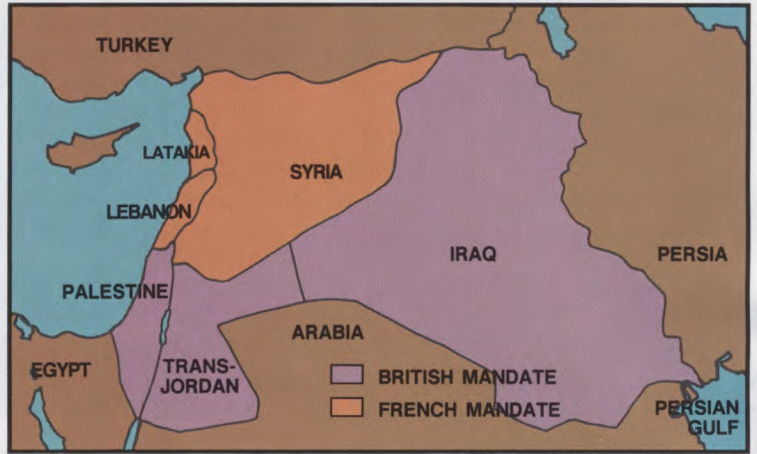 TURKEY
LATAKIA
SYRIA
LEBANON
IRAQ
PERSIA
PALESTINE
ARABIA
EGYPT
TRANS-
JORDAN
BRITISH MANDATE
FRENCH MANDATE
PERSIAN
GULF